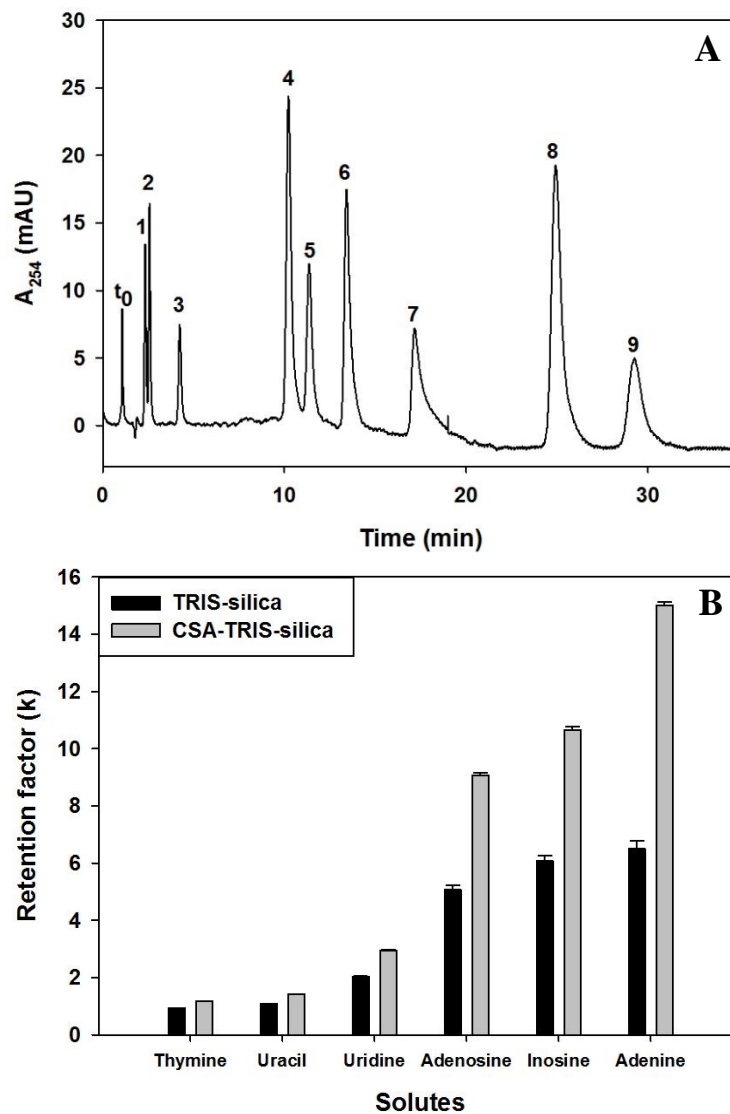 A
30
25
20
15
10
5
0
A254 (mAU)
t0
1
2
3
4
5
6
7
8
9
0 10 20 30
Time (min)
B
16
14
12
10
8
6
4
2
0
Retention factor (k)
TRIS-silica
CSA-TRIS-silica
Thymine Uracil Uridine Adenosine Inosine Adenine
Solutes